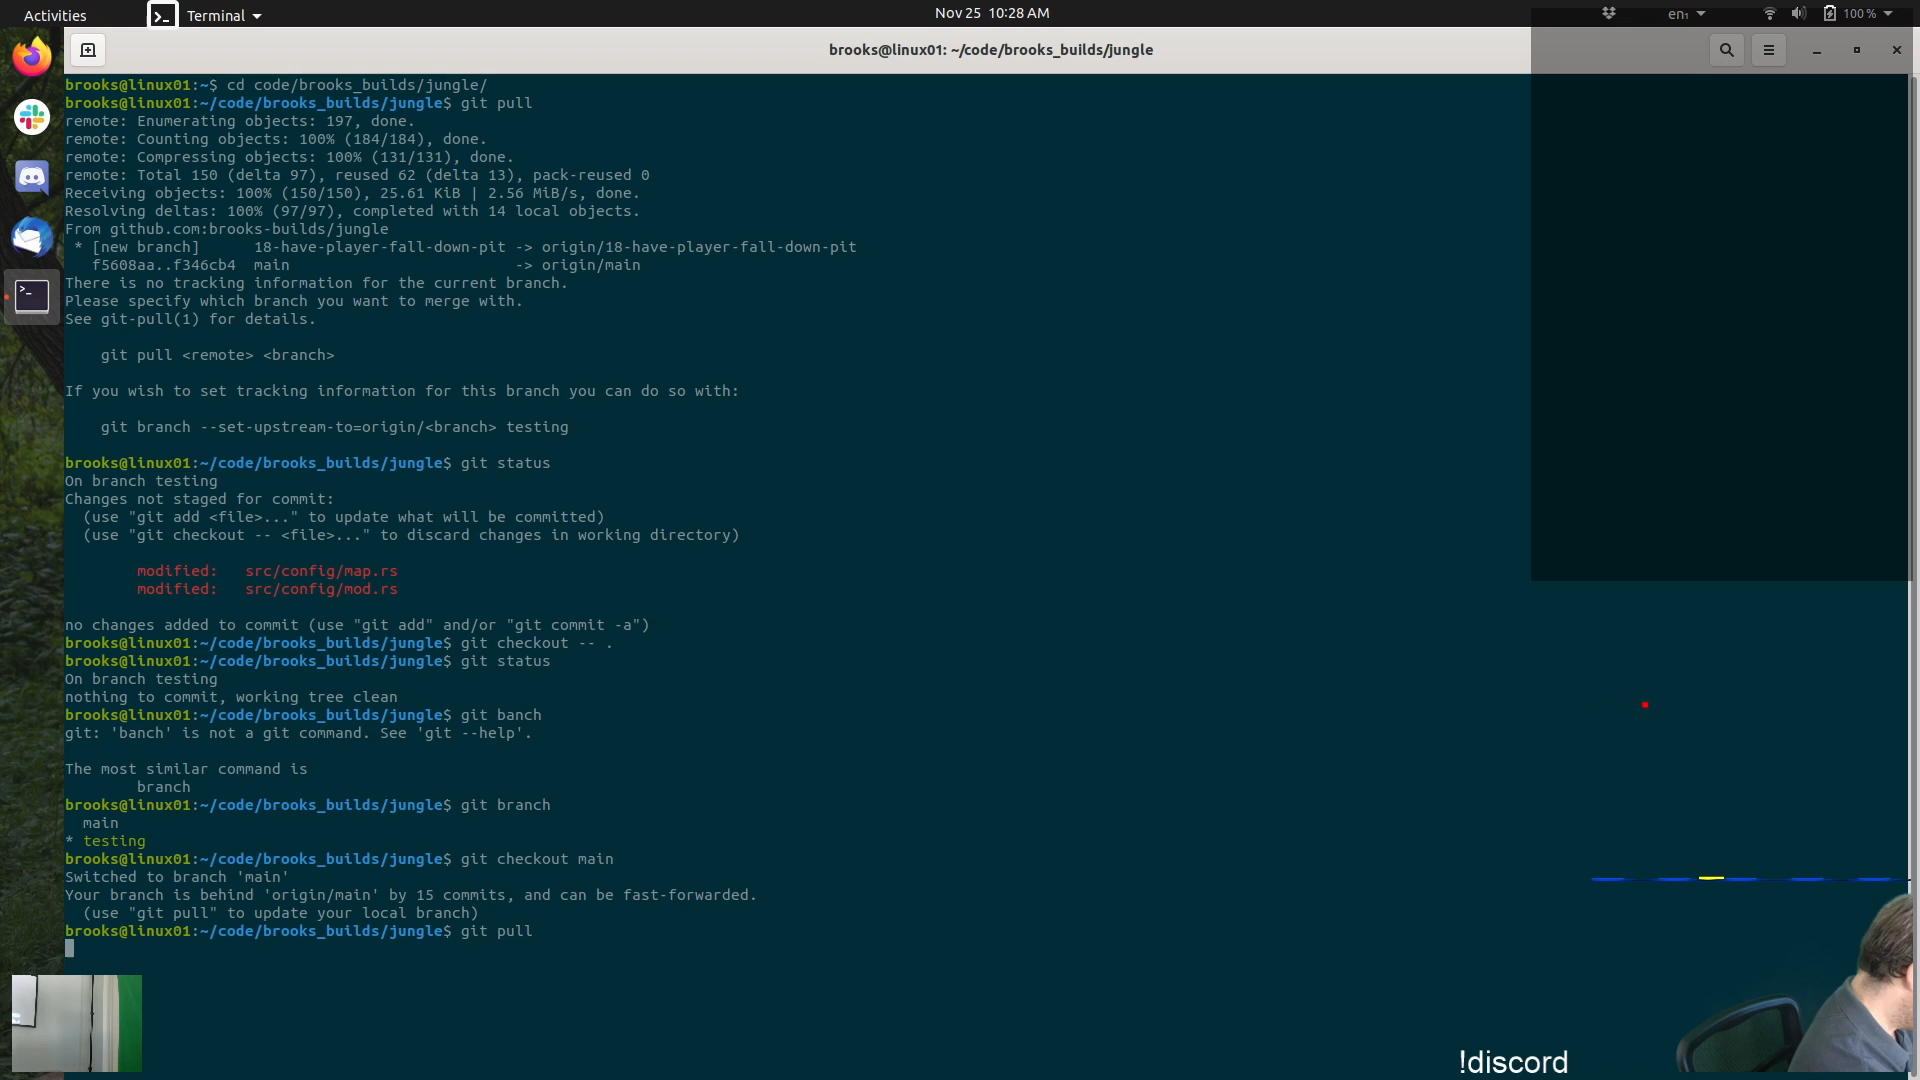 Activities
Terminal
Nov 25 10:28 AM
en₁
100 %
brooks@linux01: ~/code/brooks_builds/jungle
brooks@linux01:~$ cd code/brooks_builds/jungle/
brooks@linux01:~/code/brooks_builds/jungle$ git pull
remote: Enumerating objects: 197, done.
remote: Counting objects: 100% (184/184), done.
remote: Compressing objects: 100% (131/131), done.
remote: Total 150 (delta 97), reused 62 (delta 13), pack-reused 0
Receiving objects: 100% (150/150), 25.61 KiB | 2.56 MiB/s, done.
Resolving deltas: 100% (97/97), completed with 14 local objects.
From github.com:brooks-builds/jungle
 * [new branch]      18-have-player-fall-down-pit -> origin/18-have-player-fall-down-pit
   f5608aa..f346cb4  main                         -> origin/main
There is no tracking information for the current branch.
Please specify which branch you want to merge with.
See git-pull(1) for details.
    git pull <remote> <branch>
If you wish to set tracking information for this branch you can do so with:
    git branch --set-upstream-to=origin/<branch> testing
brooks@linux01:~/code/brooks_builds/jungle$ git status
On branch testing
Changes not staged for commit:
  (use "git add <file>..." to update what will be committed)
  (use "git checkout -- <file>..." to discard changes in working directory)
        modified:   src/config/map.rs
        modified:   src/config/mod.rs
no changes added to commit (use "git add" and/or "git commit -a")
brooks@linux01:~/code/brooks_builds/jungle$ git checkout -- .
brooks@linux01:~/code/brooks_builds/jungle$ git status
On branch testing
nothing to commit, working tree clean
brooks@linux01:~/code/brooks_builds/jungle$ git banch
git: 'banch' is not a git command. See 'git --help'.
The most similar command is
        branch
brooks@linux01:~/code/brooks_builds/jungle$ git branch
  main
* testing
brooks@linux01:~/code/brooks_builds/jungle$ git checkout main
Switched to branch 'main'
Your branch is behind 'origin/main' by 15 commits, and can be fast-forwarded.
  (use "git pull" to update your local branch)
brooks@linux01:~/code/brooks_builds/jungle$ git pull
!discord